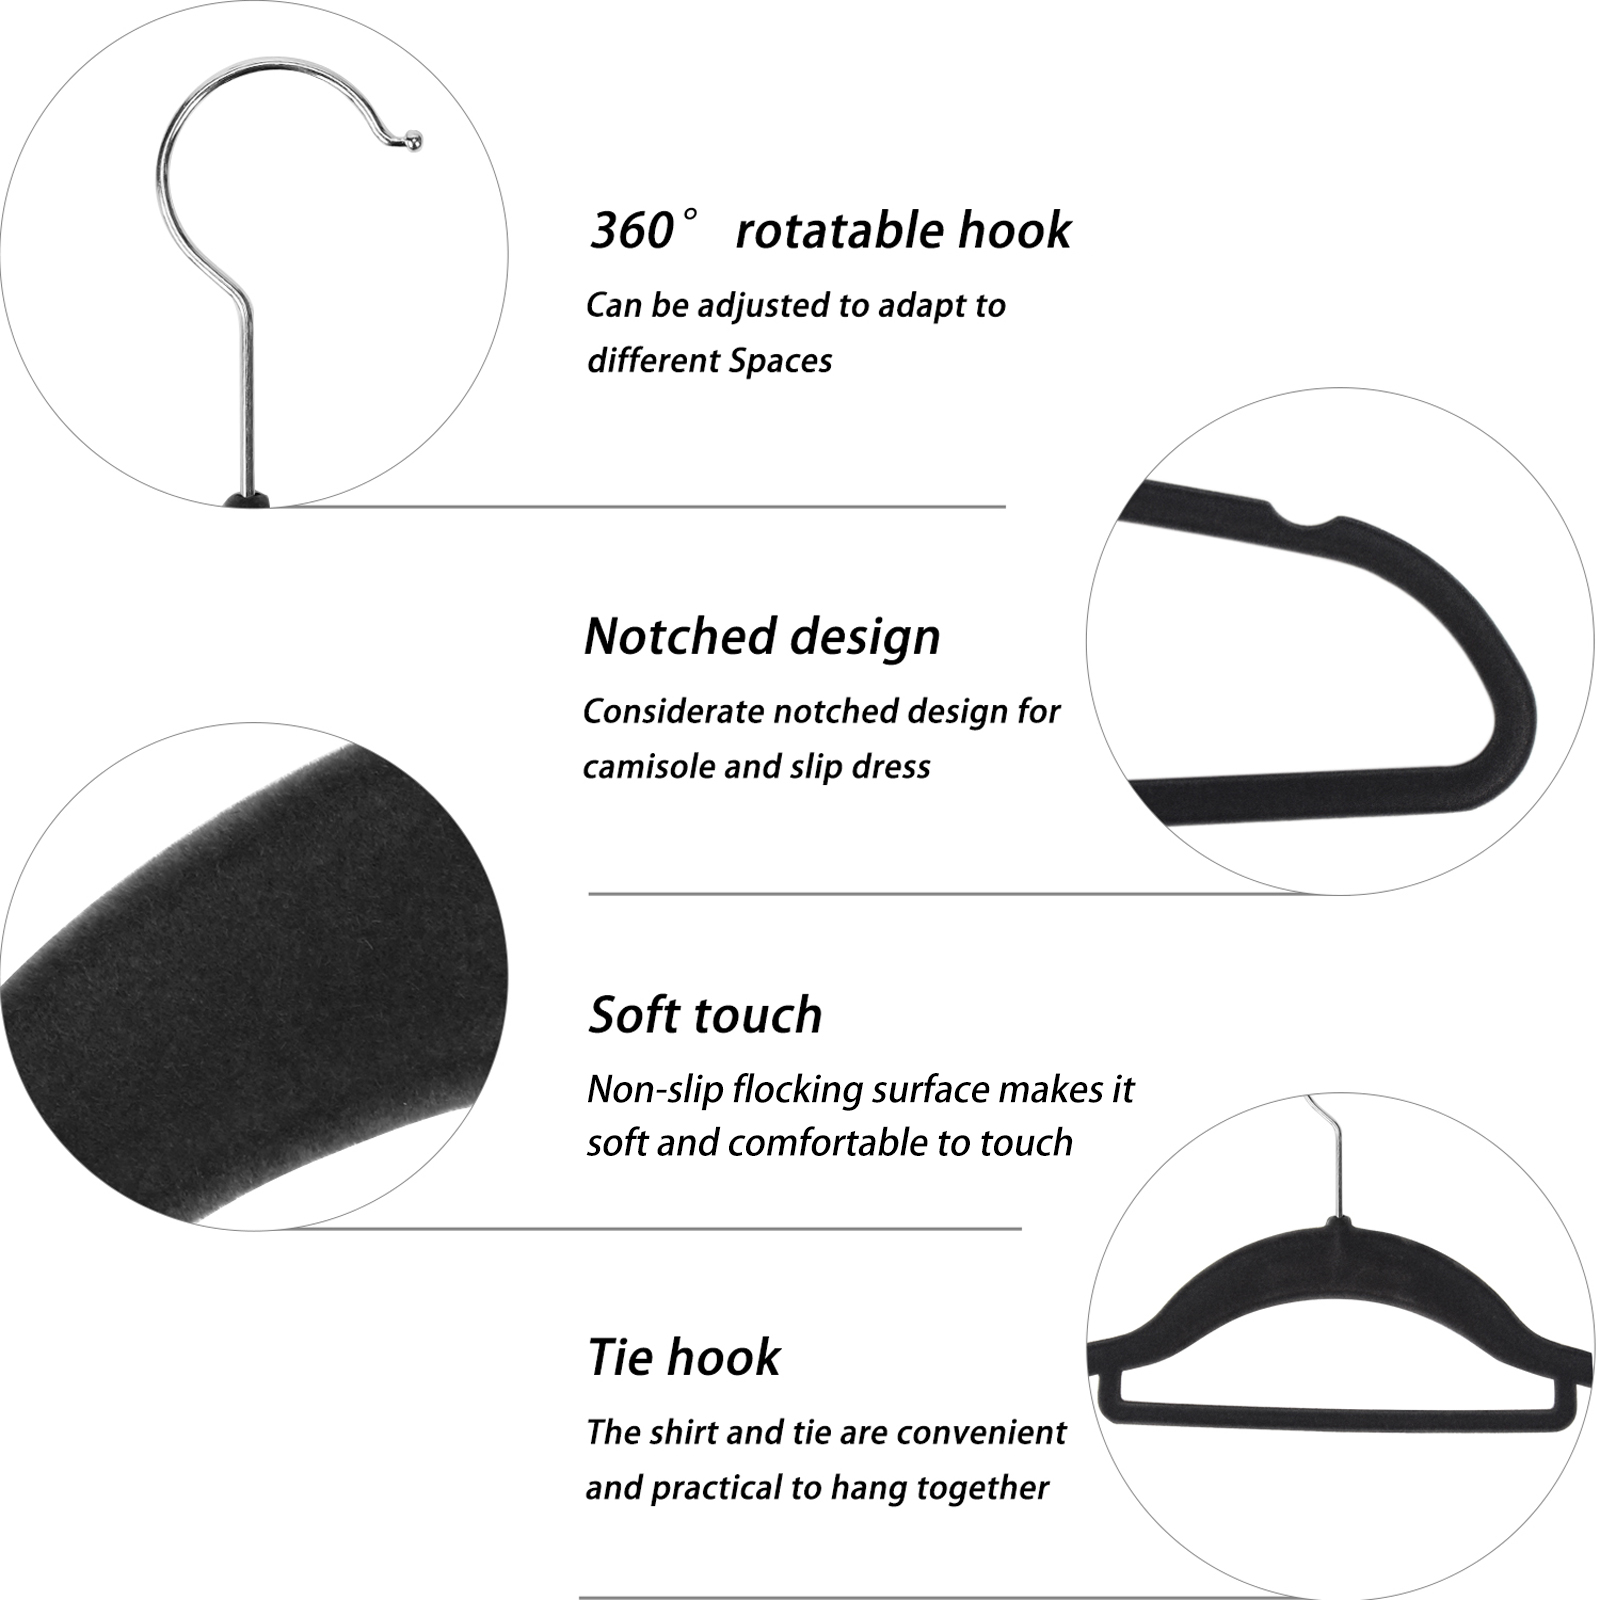 360° rotatable hook
Can be adjusted to adapt to
different Spaces
Notched design
Considerate notched design for
camisole and slip dress
Soft touch
Non-slip flocking surface makes it
soft and comfortable to touch
Tie hook
The shirt and tie are convenient
and practical to hang together